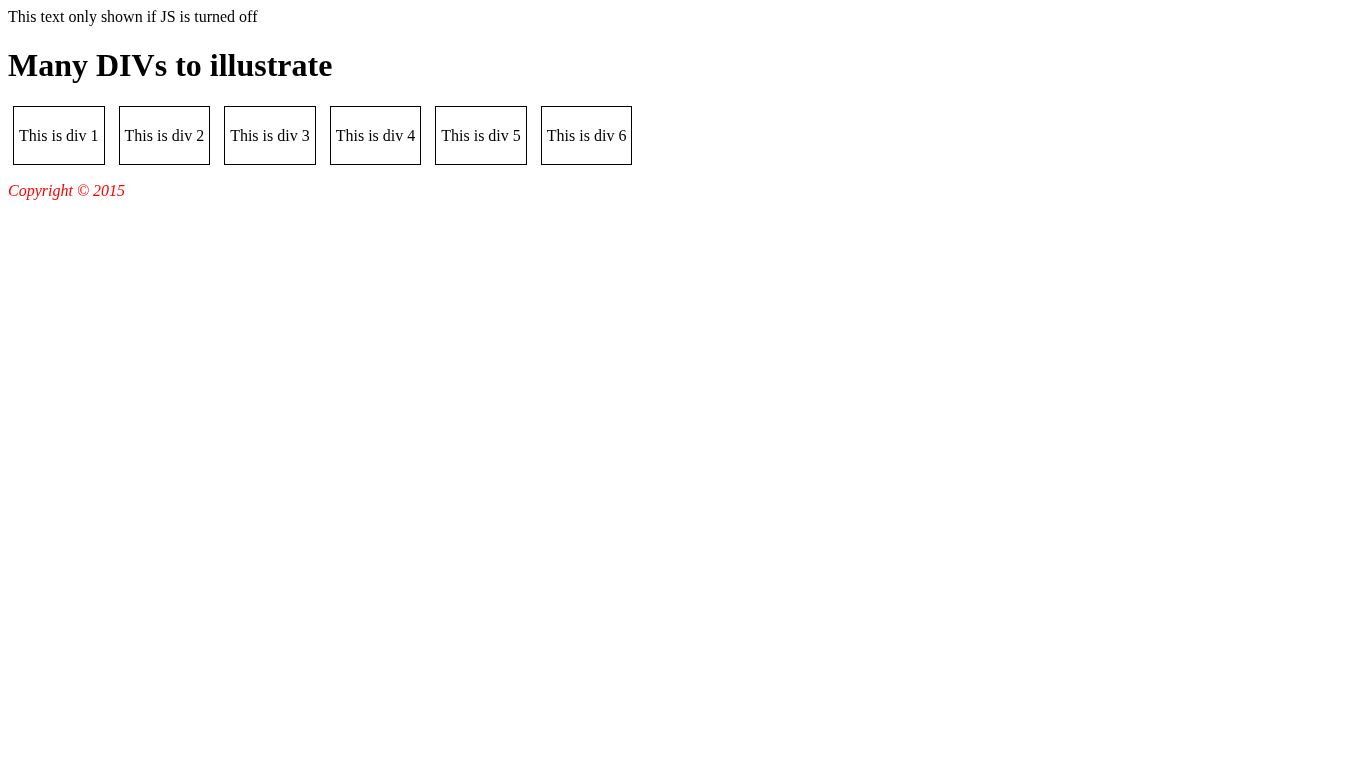 This text only shown if JS is turned off
Many DIVs to illustrate
This is div 1 This is div 2 This is div 3 This is div 4 This is div 5 This is div 6
Copyright © 2015